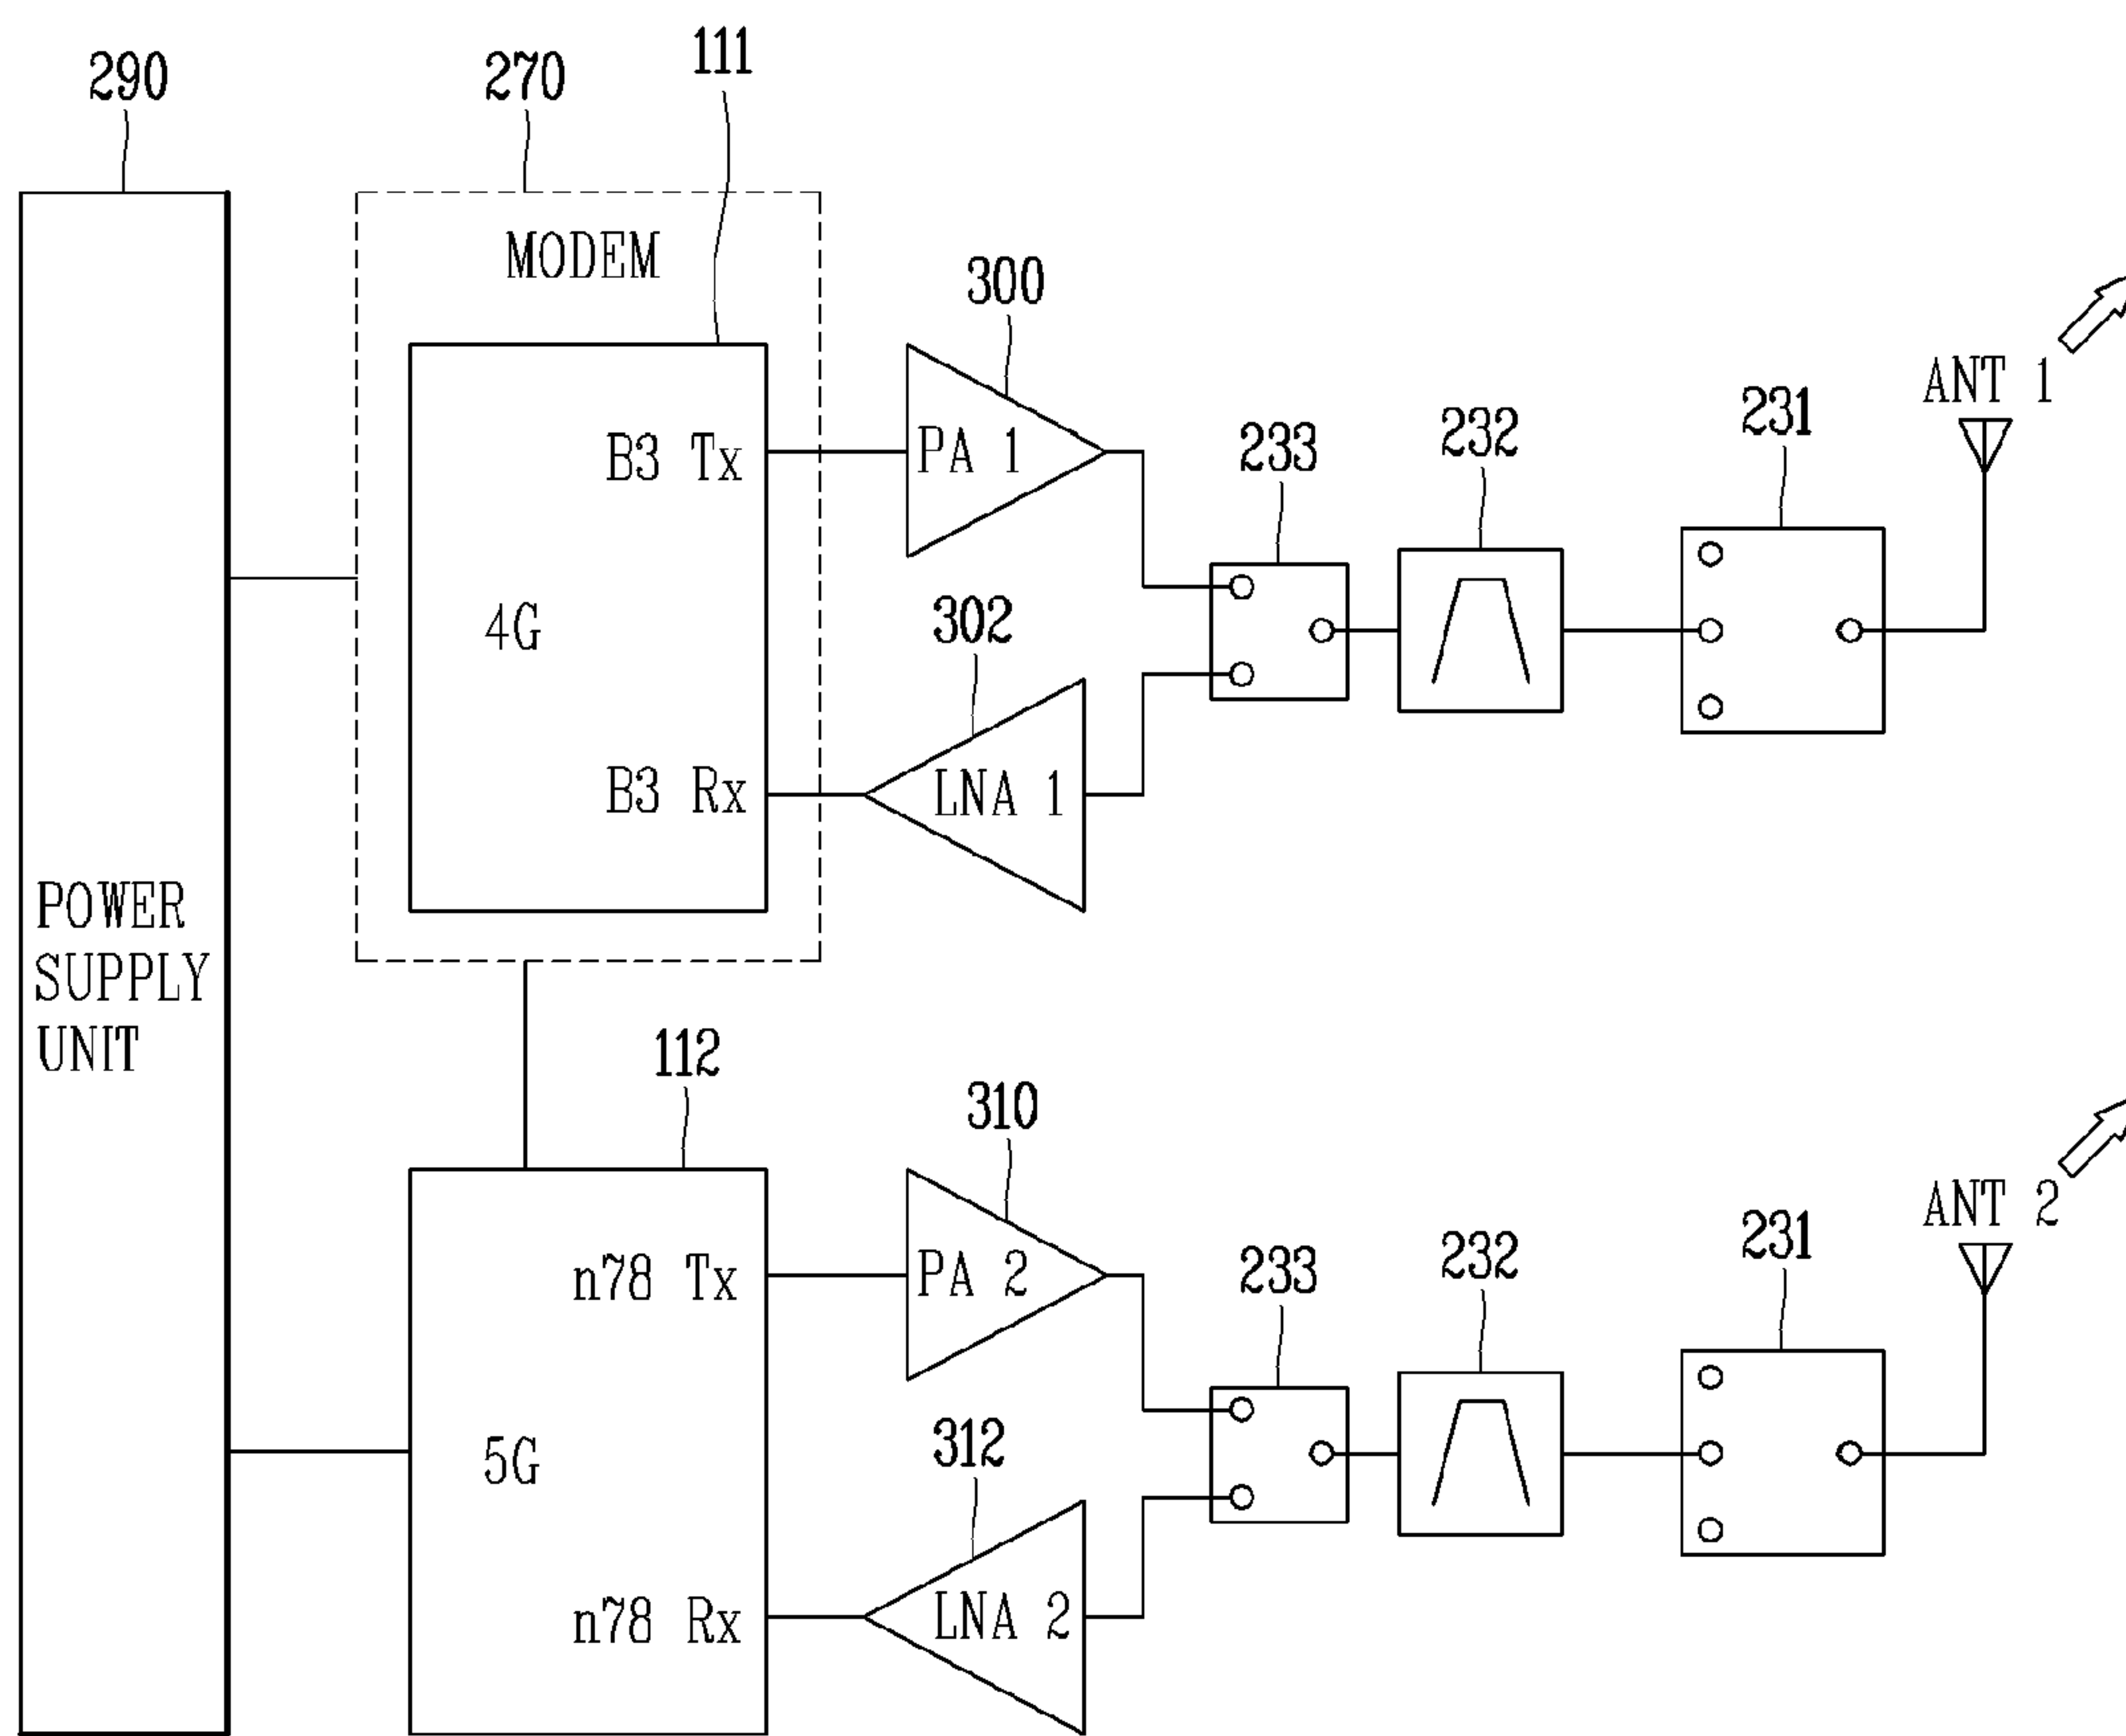 290
270
111
MODEM
300
PA 1
233
232
231
ANT 1
B3 Tx
4G
302
B3 Rx
LNA 1
POWER
SUPPLY
UNIT
112
310
n78 Tx
PA 2
233
232
231
ANT 2
5G
312
n78 Rx
LNA 2